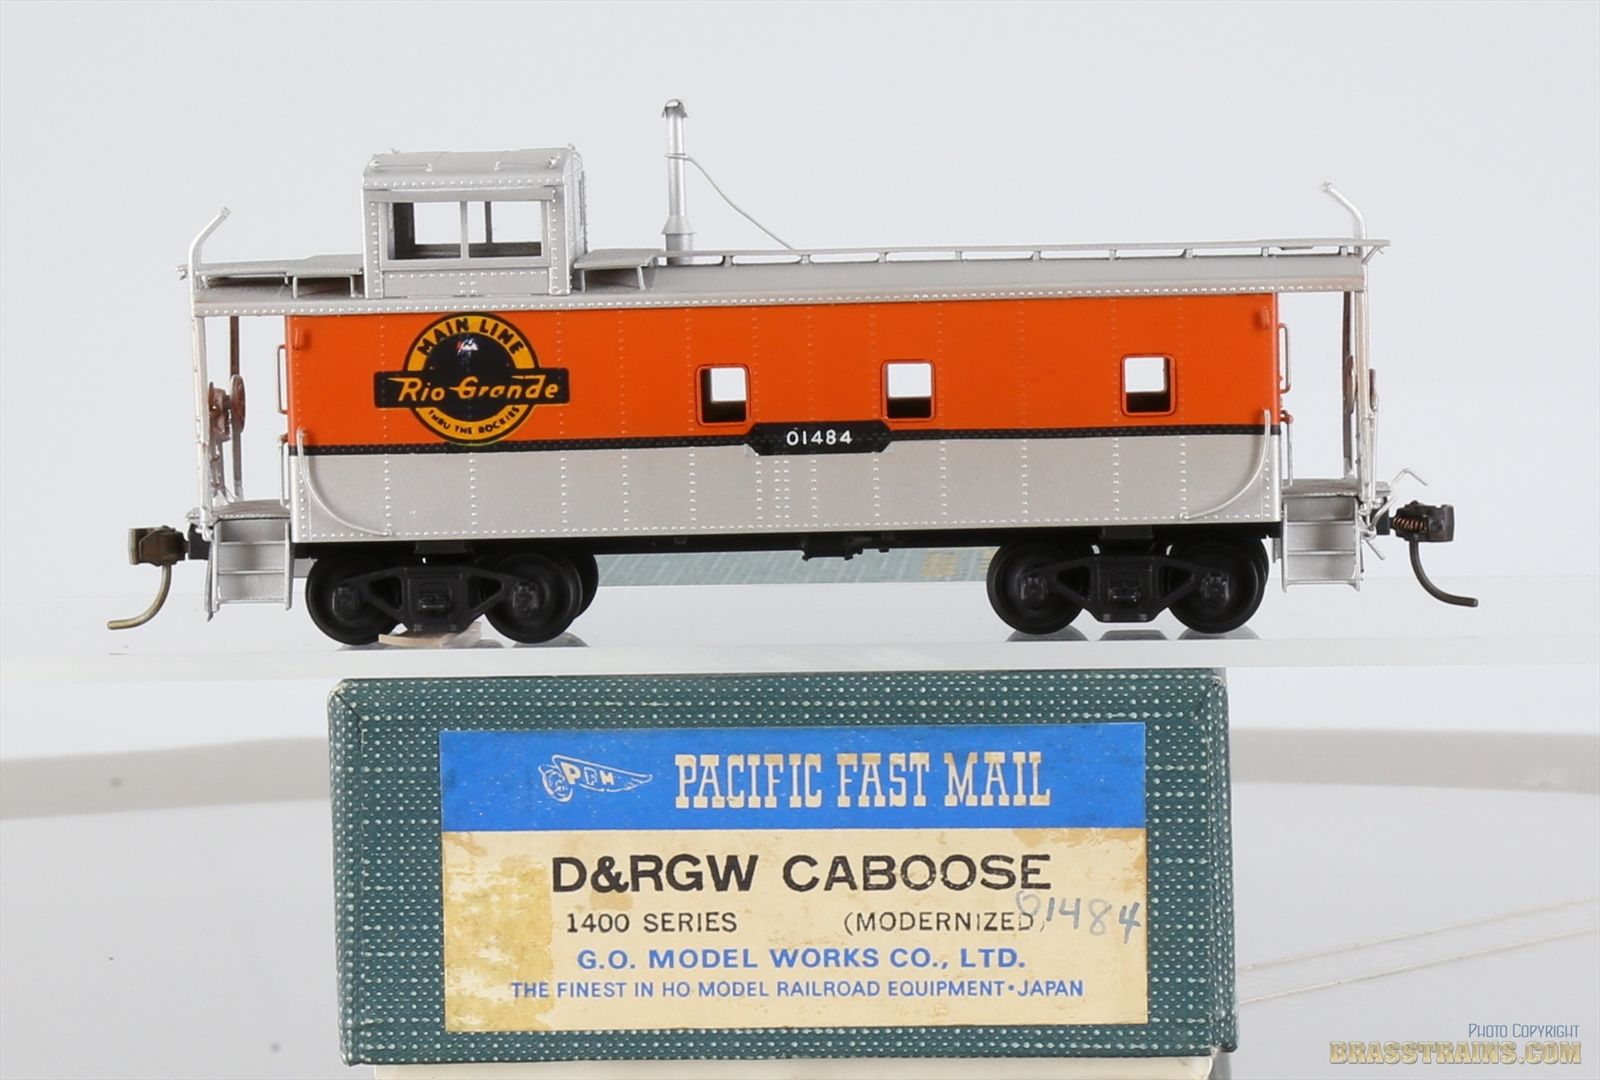 MAIN LINE
Rio Grande
THRU THE ROCKIES
01484
PFM PACIFIC FAST MAIL
D&RGW CABOOSE
1400 SERIES (MODERNIZED) 01484
G.O. MODEL WORKS CO., LTD.
THE FINEST IN HO MODEL RAILROAD EQUIPMENT • JAPAN
PHOTO COPYRIGHT
BRASSTRAINS.COM